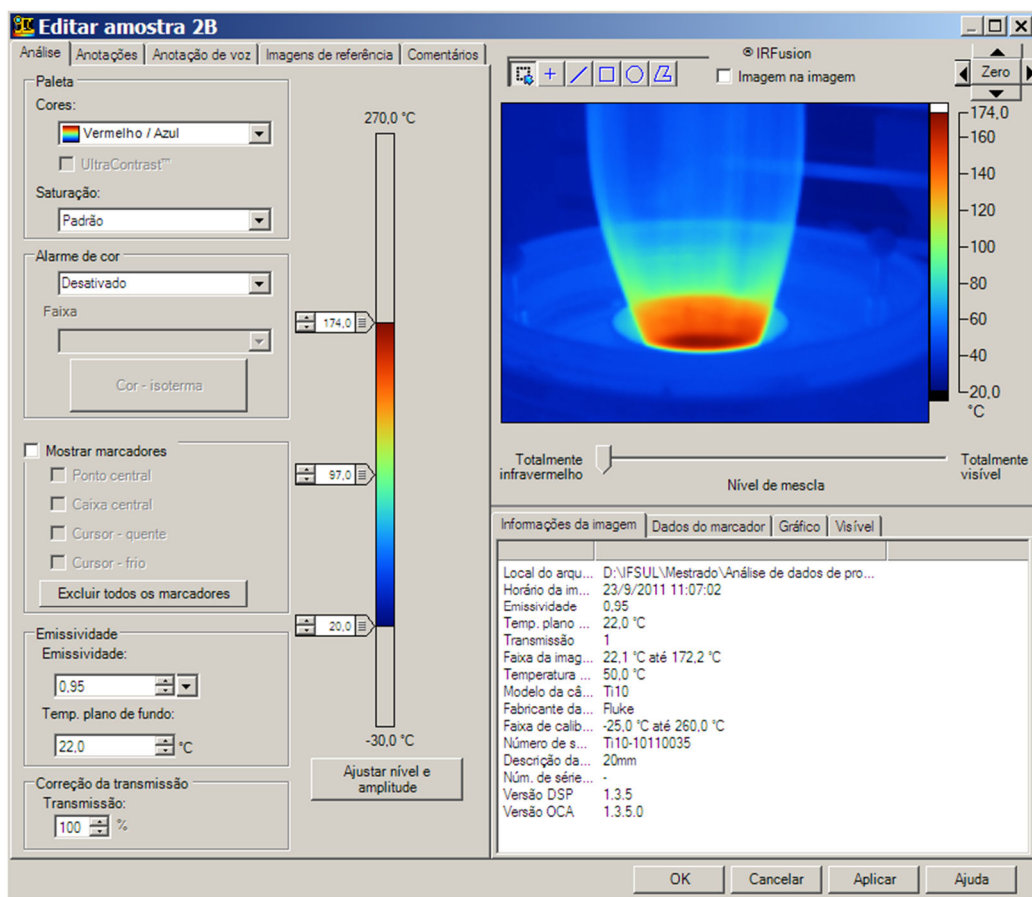 Editar amostra 2B
Análise
Anotações
Anotação de voz
Imagens de referência
Comentários
Paleta
Cores:
Vermelho / Azul
UltraContrast™
Saturação:
Padrão
Alarme de cor
Desativado
Faixa
Cor - isoterma
Mostrar marcadores
Ponto central
Caixa central
Cursor - quente
Cursor - frio
Excluir todos os marcadores
Emissividade
Emissividade:
0,95
Temp. plano de fundo:
22,0 °C
Correção da transmissão
Transmissão:
100 %
270,0 °C
174,0
97,0
20,0
-30,0 °C
Ajustar nível e
amplitude
® IRFusion
Imagem na imagem
Zero
174,0
160
140
120
100
80
60
40
20,0
°C
Totalmente
infravermelho
Nível de mescla
Totalmente
visível
Informações da imagem
Dados do marcador
Gráfico
Visível
Local do arqu... D:\IFSUL\Mestrado\Análise de dados de pro...
Horário da im... 23/9/2011 11:07:02
Emissividade 0,95
Temp. plano ... 22,0 °C
Transmissão 1
Faixa da imag... 22,1 °C até 172,2 °C
Temperatura ... 50,0 °C
Modelo da câ... Ti10
Fabricante da... Fluke
Faixa de calib... -25,0 °C até 260,0 °C
Número de s... Ti10-10110035
Descrição da... 20mm
Núm. de série... -
Versão DSP 1.3.5
Versão OCA 1.3.5.0
OK
Cancelar
Aplicar
Ajuda